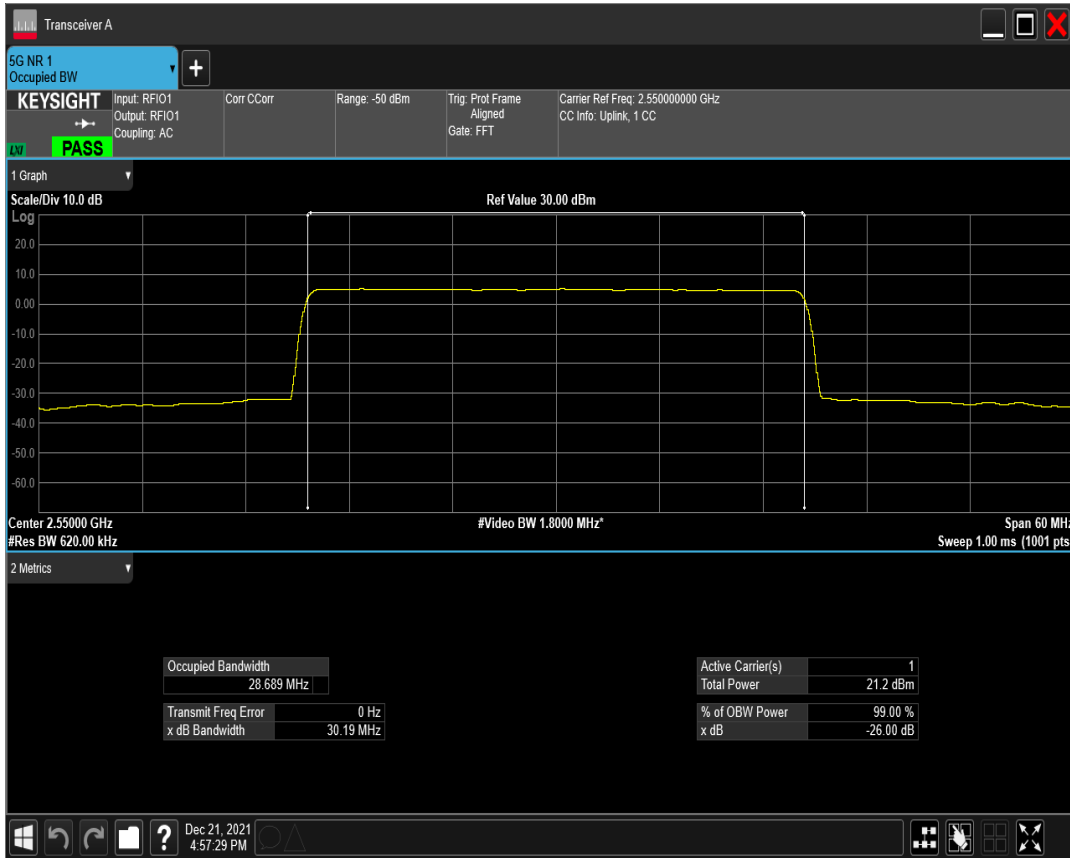 Transceiver A
5G NR 1
Occupied BW
KEYSIGHT
LXI
PASS
Input: RFIO1
Output: RFIO1
Coupling: AC
Corr CCorr
Range: -50 dBm
Trig: Prot Frame
Aligned
Gate: FFT
Carrier Ref Freq: 2.550000000 GHz
CC Info: Uplink, 1 CC
1 Graph
Scale/Div 10.0 dB
Ref Value 30.00 dBm
Log
20.0
10.0
0.00
-10.0
-20.0
-30.0
-40.0
-50.0
-60.0
Center 2.55000 GHz
#Video BW 1.8000 MHz*
Span 60 MHz
#Res BW 620.00 kHz
Sweep 1.00 ms (1001 pts
2 Metrics
Occupied Bandwidth
28.689 MHz
Transmit Freq Error 0 Hz
x dB Bandwidth 30.19 MHz
Active Carrier(s) 1
Total Power 21.2 dBm
% of OBW Power 99.00 %
x dB -26.00 dB
?
Dec 21, 2021
4:57:29 PM